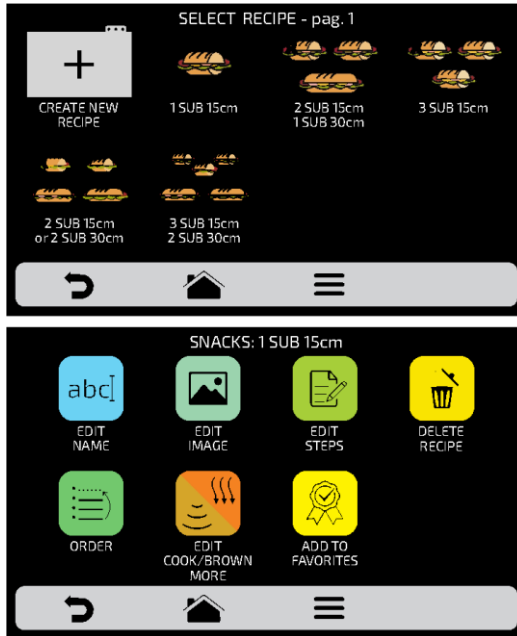 SELECT RECIPE - pag. 1
CREATE NEW
RECIPE
1 SUB 15cm
2 SUB 15cm
1 SUB 30cm
3 SUB 15cm
2 SUB 15cm
or 2 SUB 30cm
3 SUB 15cm
2 SUB 30cm
SNACKS: 1 SUB 15cm
abc
EDIT
NAME
EDIT
IMAGE
EDIT
STEPS
DELETE
RECIPE
ORDER
EDIT
COOK/BROWN
MORE
ADD TO
FAVORITES